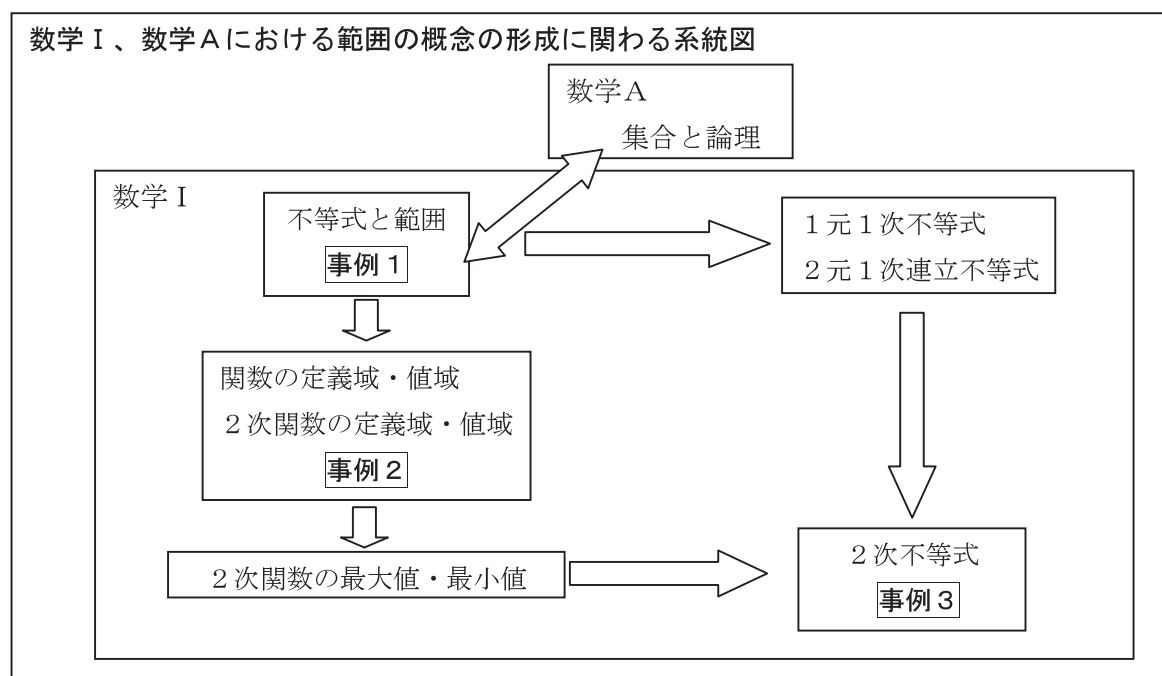 数学Ⅰ、数学Aにおける範囲の概念の形成に関わる系統図
数学A
集合と論理
数学Ⅰ
不等式と範囲
事例1
1元1次不等式
2元1次連立不等式
関数の定義域・値域
2次関数の定義域・値域
事例2
2次関数の最大値・最小値
2次不等式
事例3